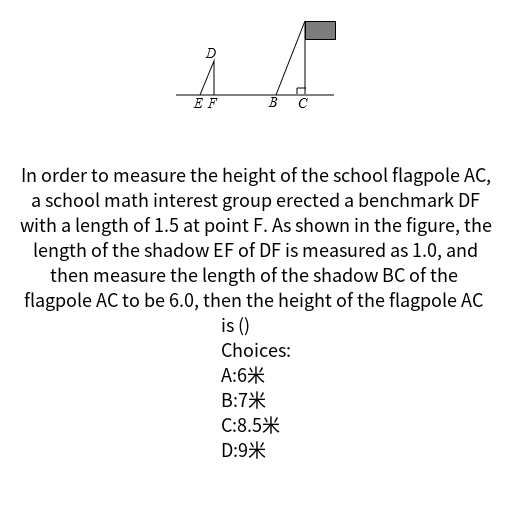 D
E F B C
In order to measure the height of the school flagpole AC,
a school math interest group erected a benchmark DF
with a length of 1.5 at point F. As shown in the figure, the
length of the shadow EF of DF is measured as 1.0, and
then measure the length of the shadow BC of the
flagpole AC to be 6.0, then the height of the flagpole AC
is ()
Choices:
A:6米
B:7米
C:8.5米
D:9米